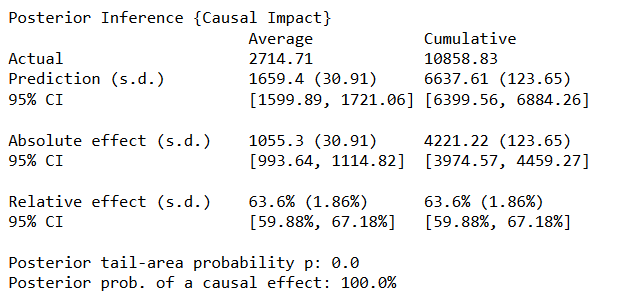 Posterior Inference {Causal Impact}
                          Average            Cumulative
Actual                    2714.71            10858.83
Prediction (s.d.)         1659.4 (30.91)     6637.61 (123.65)
95% CI                    [1599.89, 1721.06] [6399.56, 6884.26]

Absolute effect (s.d.)    1055.3 (30.91)     4221.22 (123.65)
95% CI                    [993.64, 1114.82]  [3974.57, 4459.27]

Relative effect (s.d.)    63.6% (1.86%)      63.6% (1.86%)
95% CI                    [59.88%, 67.18%]   [59.88%, 67.18%]

Posterior tail-area probability p: 0.0
Posterior prob. of a causal effect: 100.0%